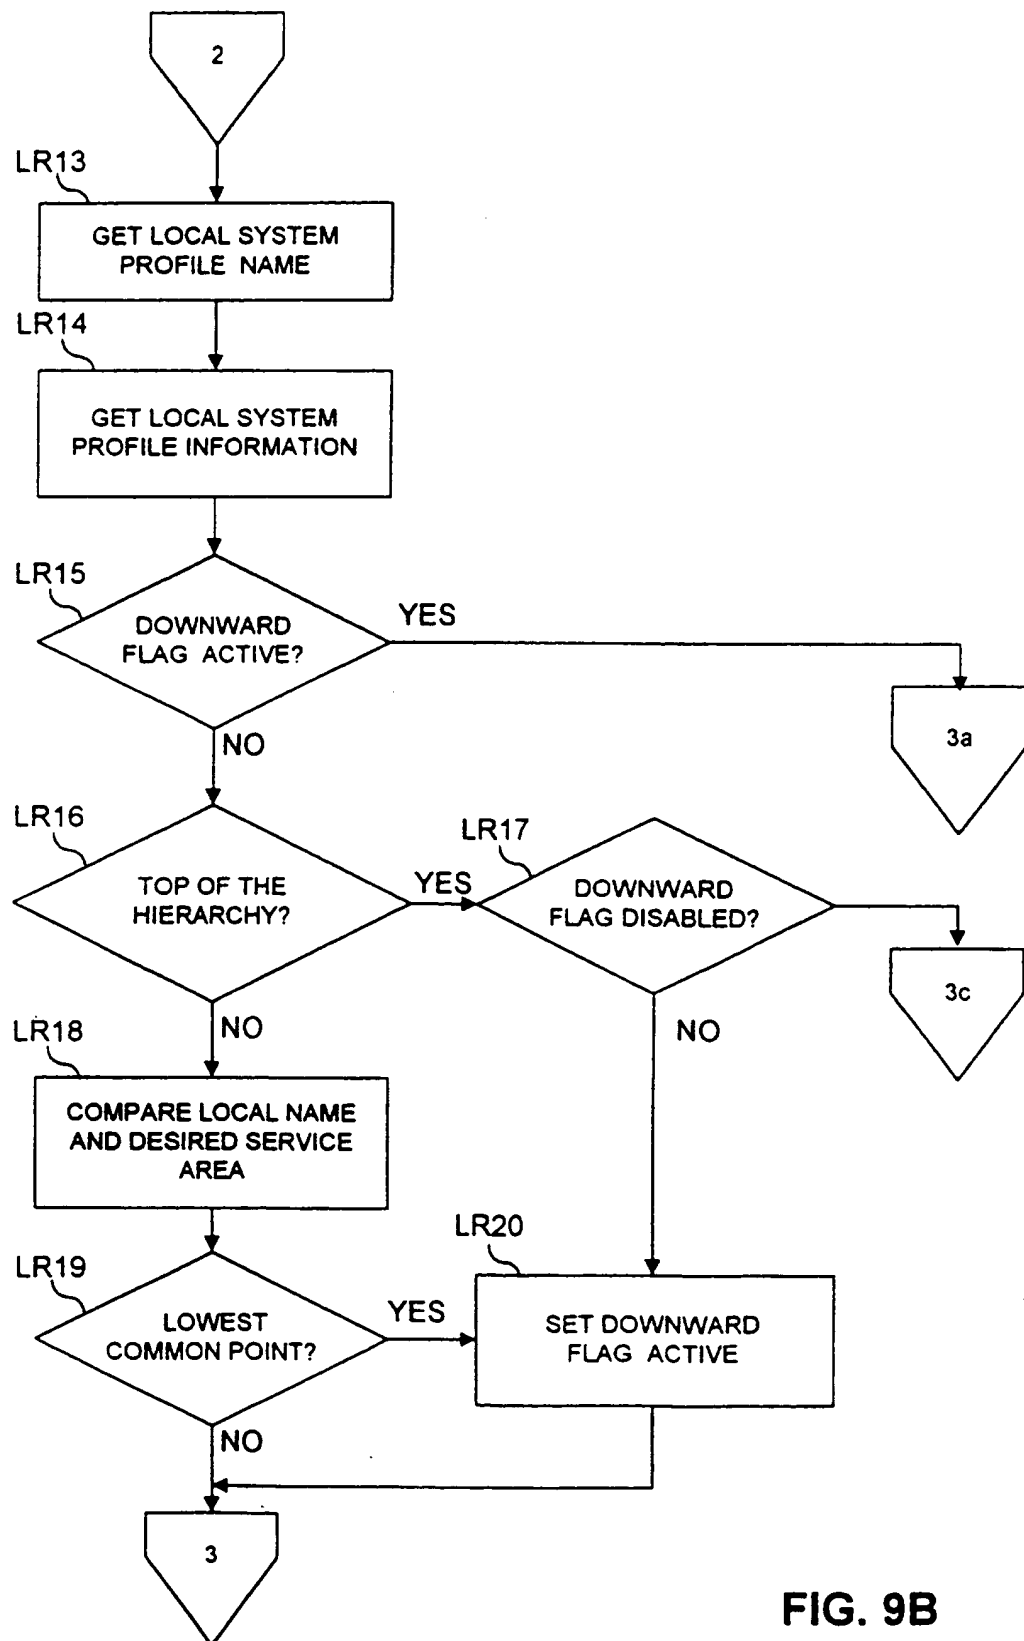 2
LR13
GET LOCAL SYSTEM
PROFILE NAME
LR14
GET LOCAL SYSTEM
PROFILE INFORMATION
LR15
DOWNWARD
FLAG ACTIVE?
YES
3a
NO
LR16
TOP OF THE
HIERARCHY?
YES
LR17
DOWNWARD
FLAG DISABLED?
3c
NO
NO
LR18
COMPARE LOCAL NAME
AND DESIRED SERVICE
AREA
LR19
LOWEST
COMMON POINT?
YES
LR20
SET DOWNWARD
FLAG ACTIVE
NO
3
FIG. 9B